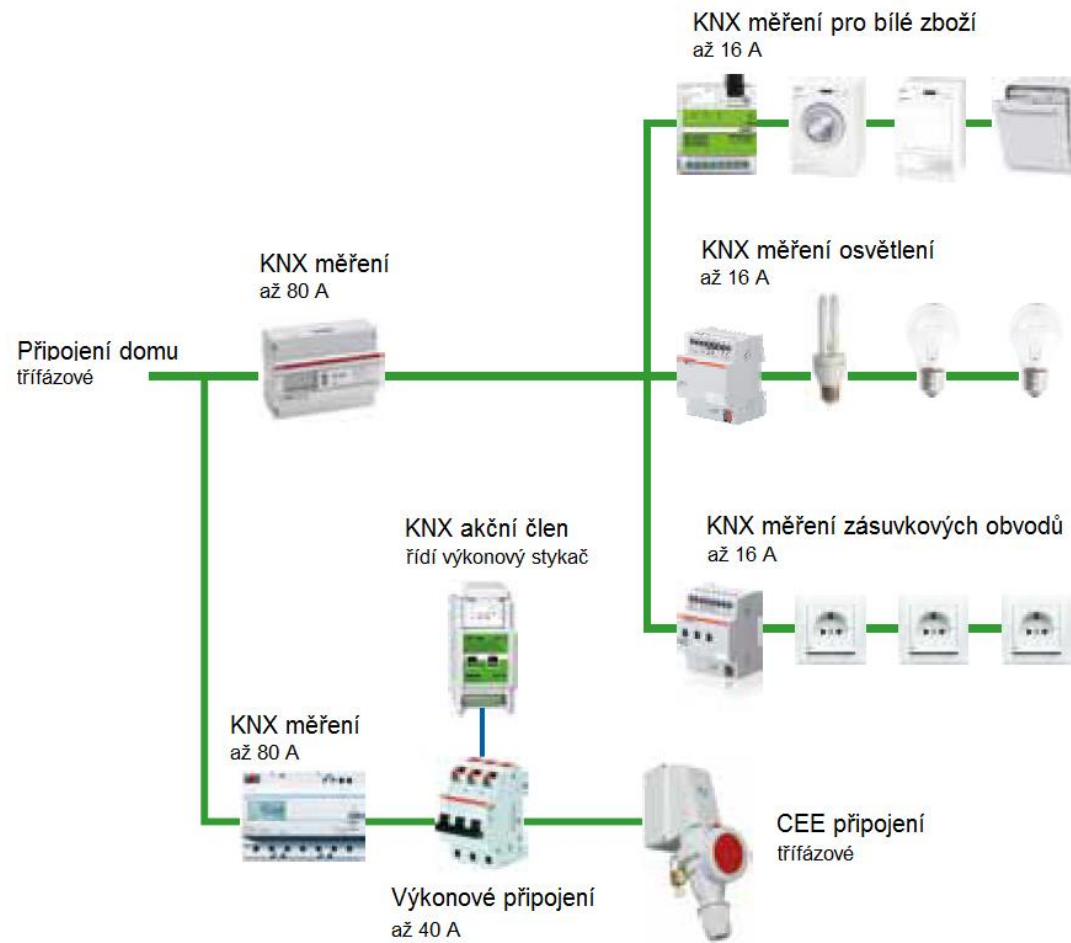 KNX měření pro bílé zboží
až 16 A
KNX měření osvětlení
až 16 A
KNX měření
až 80 A
Připojení domu
třífázové
KNX akční člen
řídí výkonový stykač
KNX měření zásuvkových obvodů
až 16 A
KNX měření
až 80 A
CEE připojení
třífázové
Výkonové připojení
až 40 A